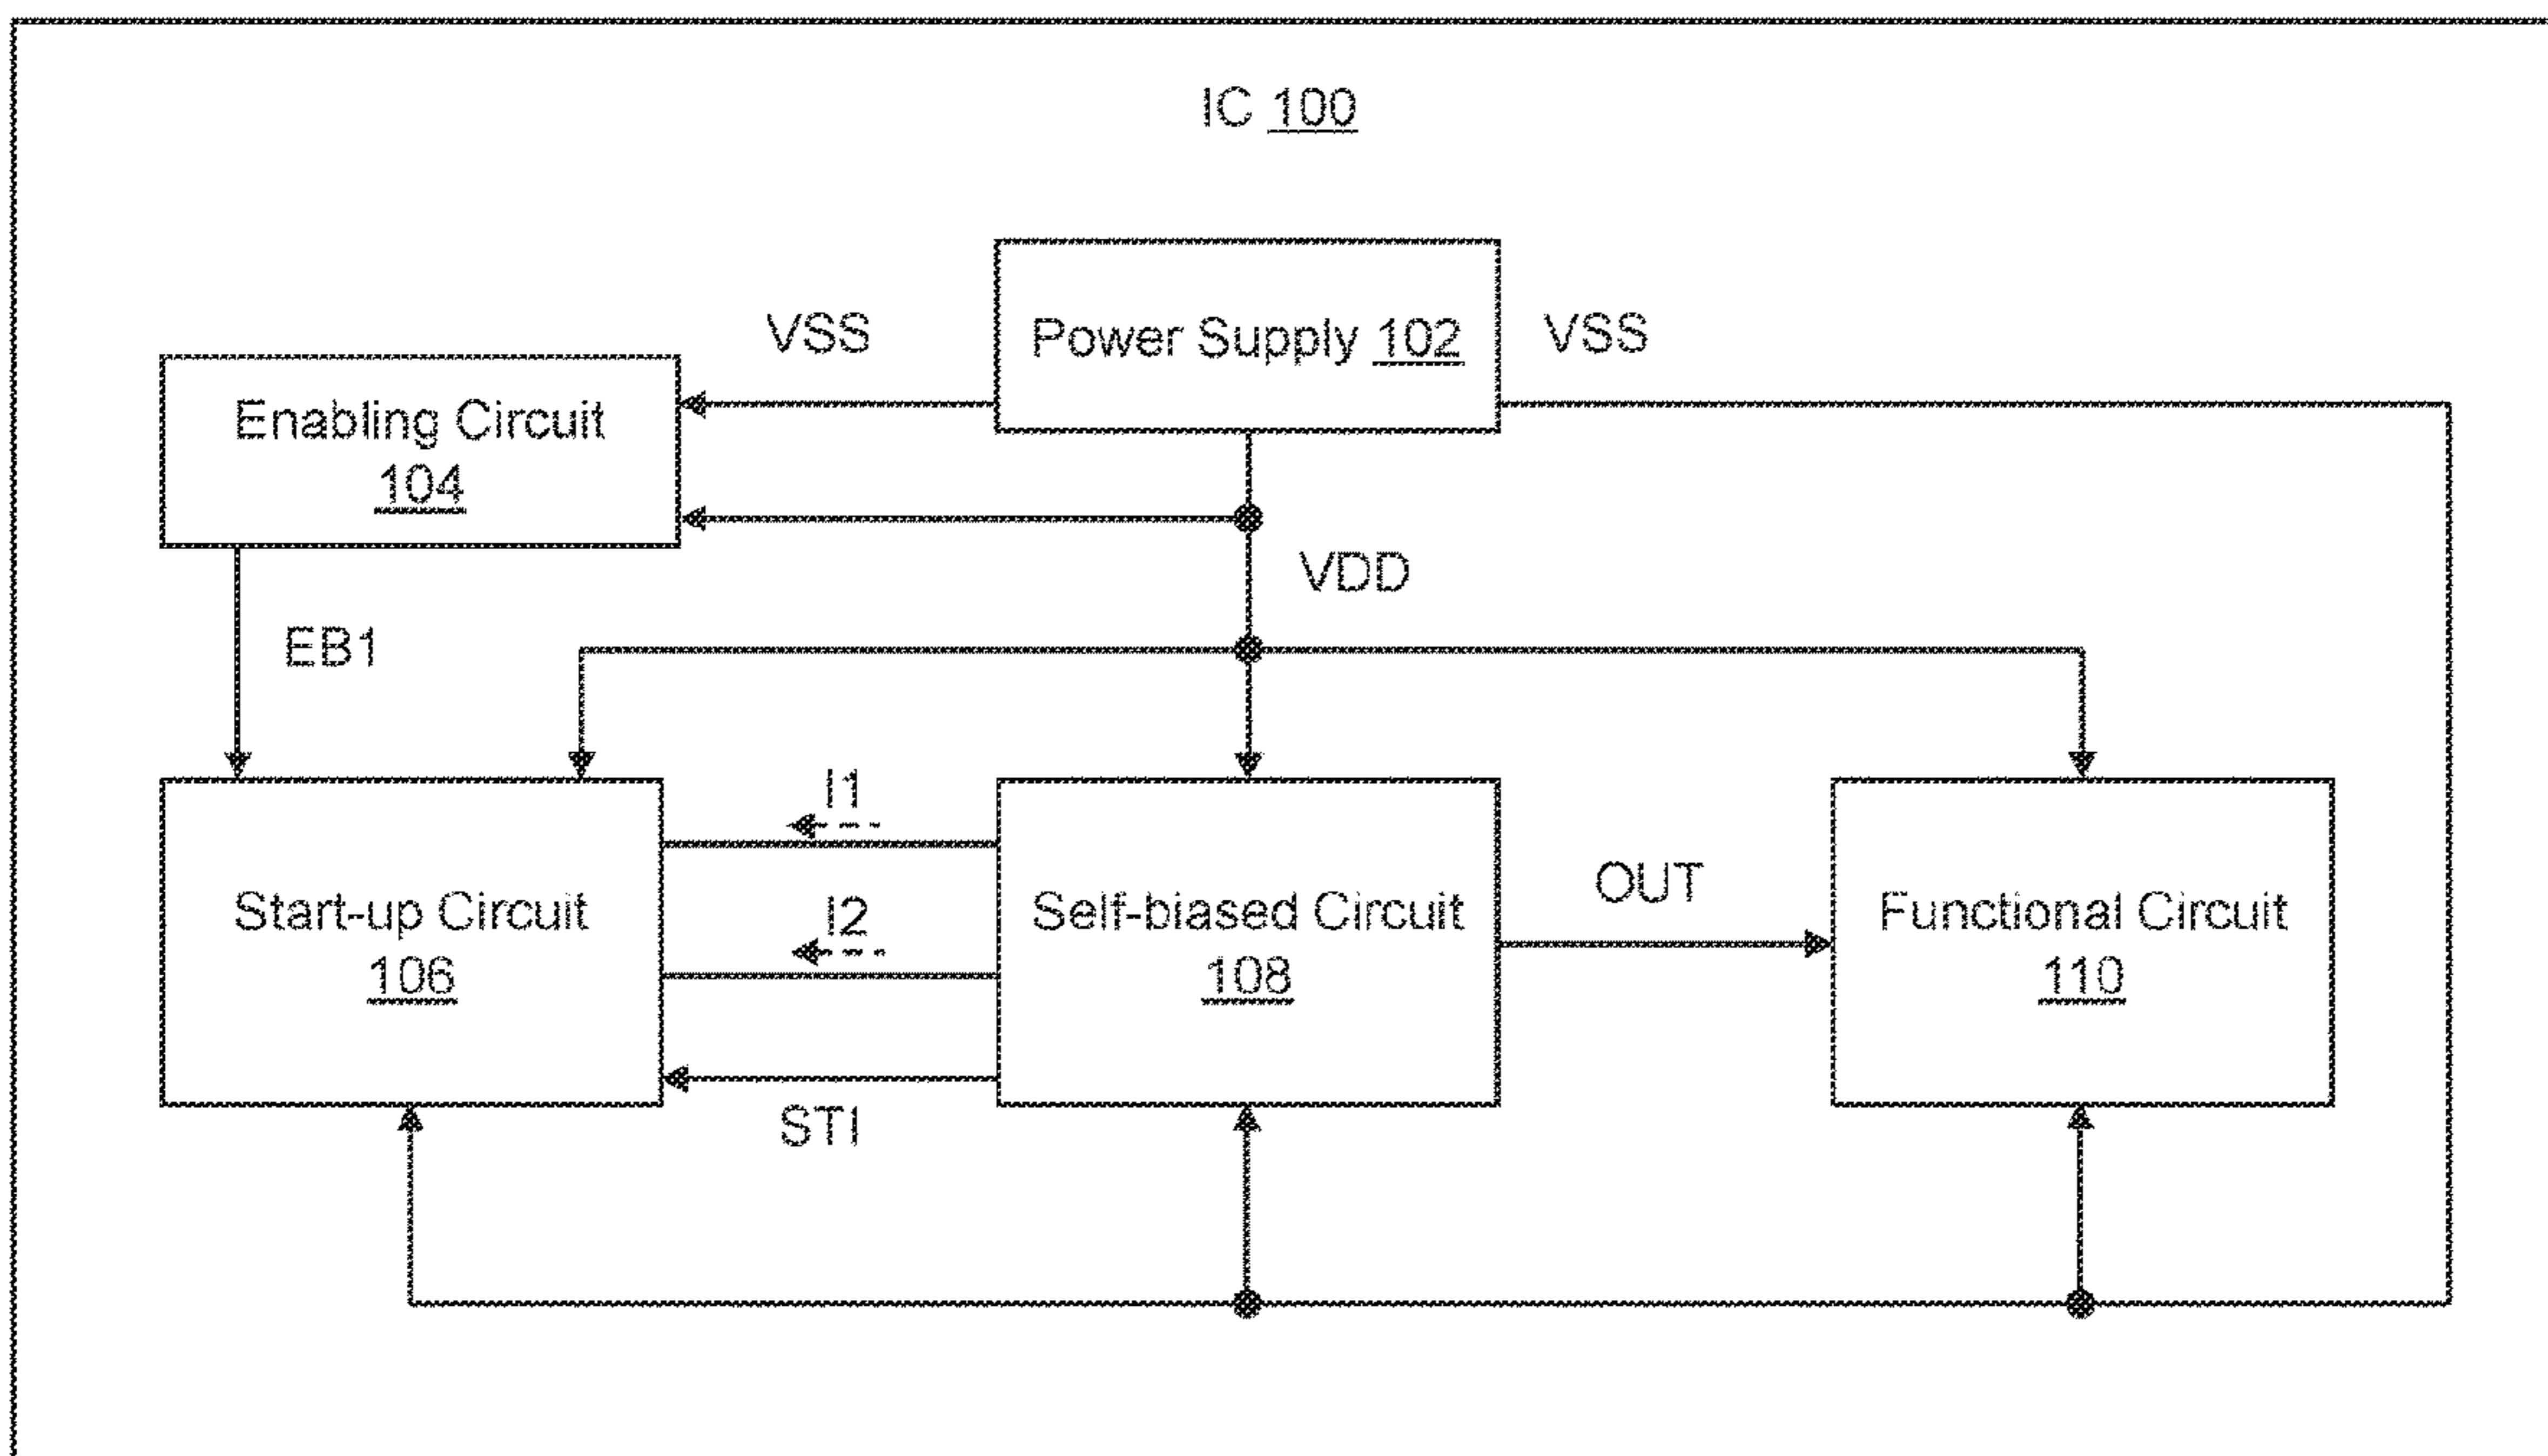 IC 100
VSS
Power Supply 102
VSS
Enabling Circuit
104
VDD
EB1
I1
I2
Start-up Circuit
106
Self-biased Circuit
108
OUT
Functional Circuit
110
STI